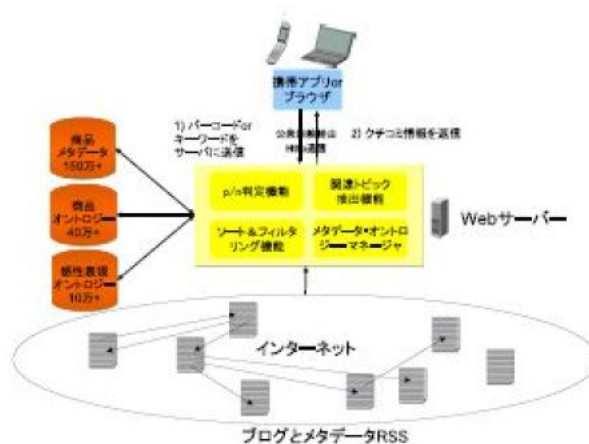 携帯アプリor
ブラウザ
1) バーコードor
キーワードを
サーバに送信
2) クチコミ情報を返信
商品
メタデータ
150万+
商品
オントロジー
40万+
感性表現
オントロジー
10万+
p/n判定機能
関連トピック
抽出機能
ソート&フィルタ
リング機能
メタデータ・オントロ
ジーマネージャ
Webサーバー
インターネット
ブログとメタデータRSS